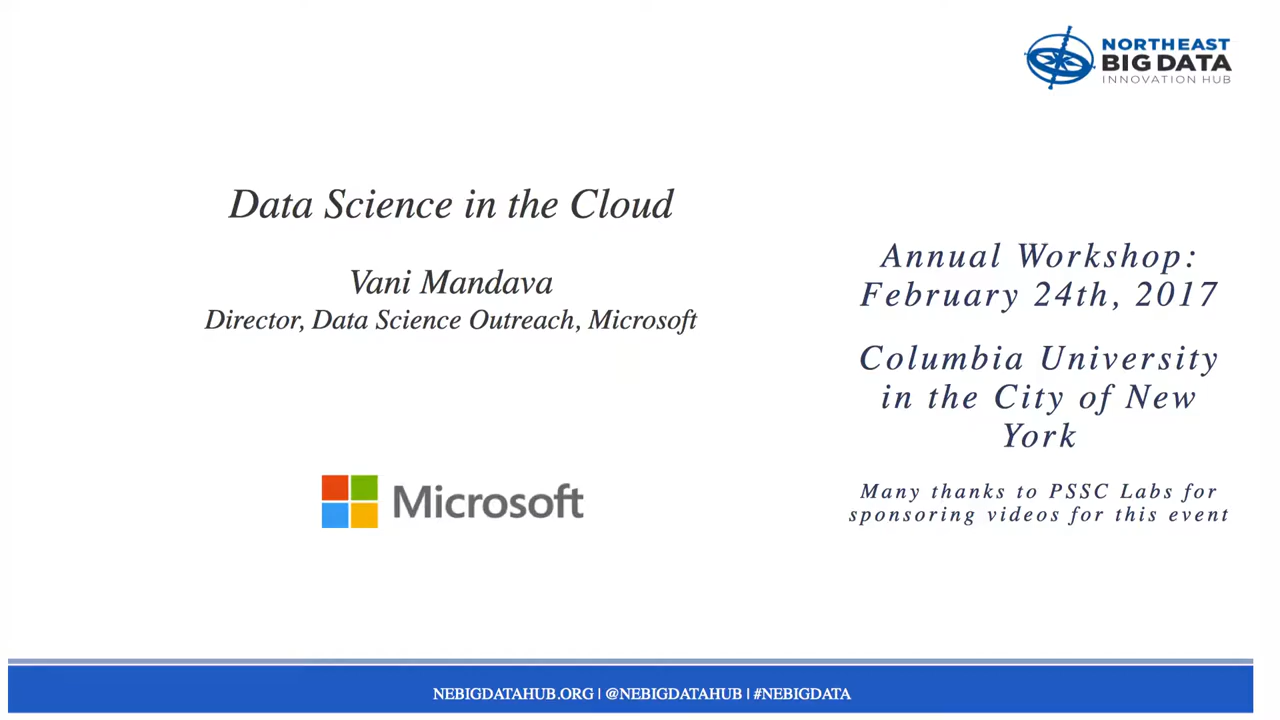 NORTHEAST
BIG DATA
INNOVATION HUB
Data Science in the Cloud
Vani Mandava
Director, Data Science Outreach, Microsoft
Microsoft
Annual Workshop:
February 24th, 2017
Columbia University
in the City of New
York
Many thanks to PSSC Labs for
sponsoring videos for this event
NEBIGDATAHUB.ORG | @NEBIGDATAHUB | #NEBIGDATA